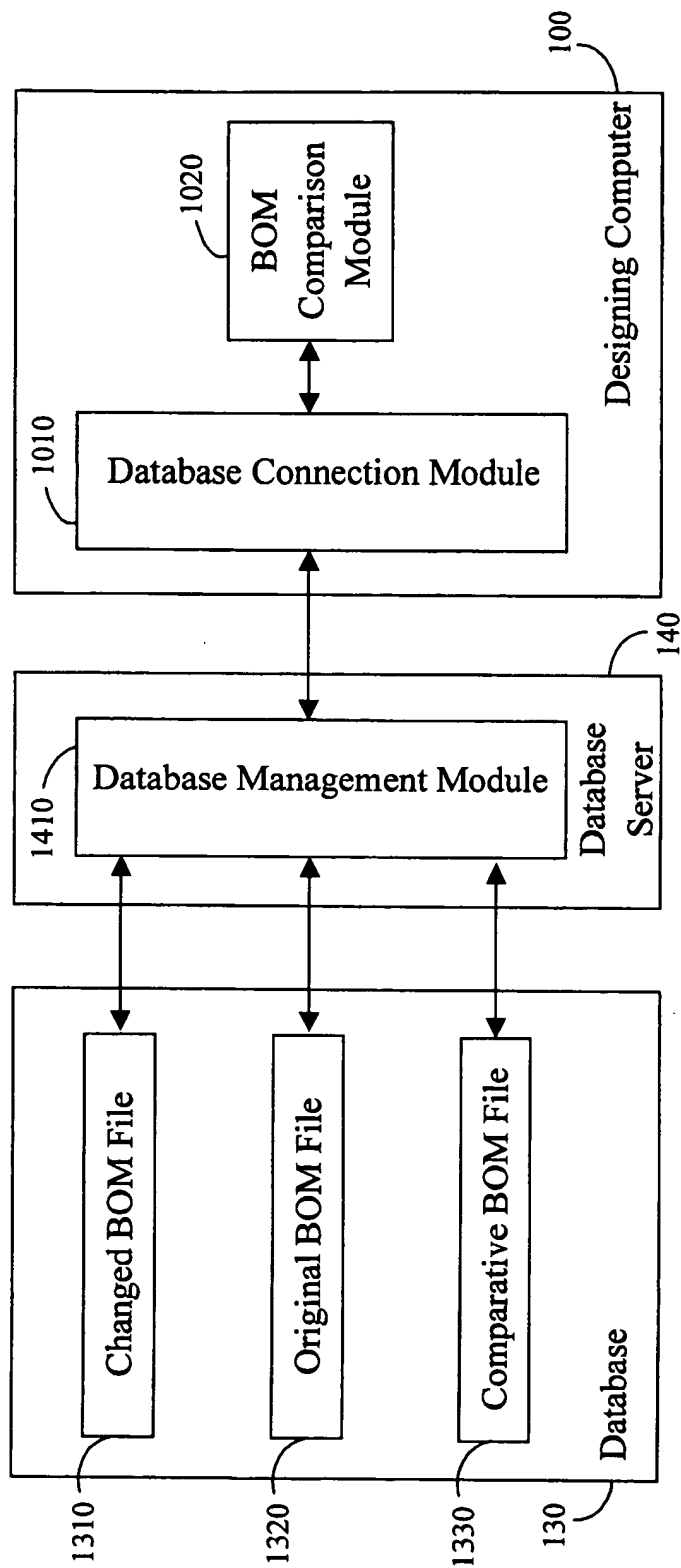 100
1020
BOM
Comparison
Module
Designing Computer
1010
Database Connection Module
140
1410
Database Management Module
Database
Server
Changed BOM File
Original BOM File
Comparative BOM File
Database
1310
1320
1330
130